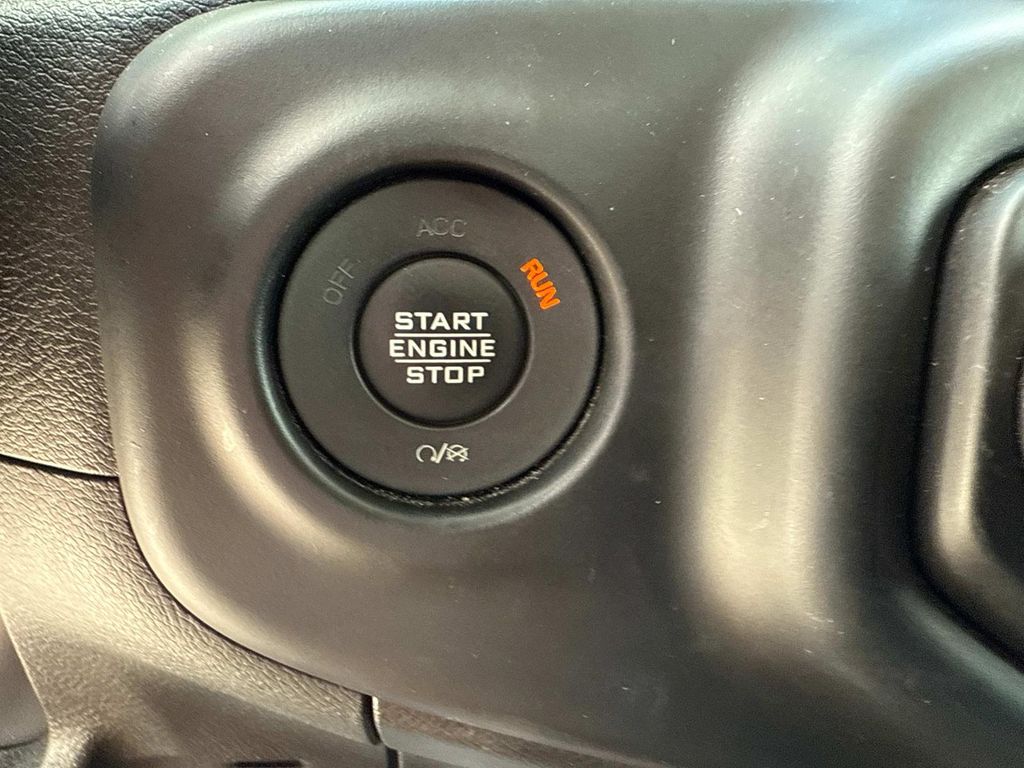 OFF
ACC
RUN
START
ENGINE
STOP